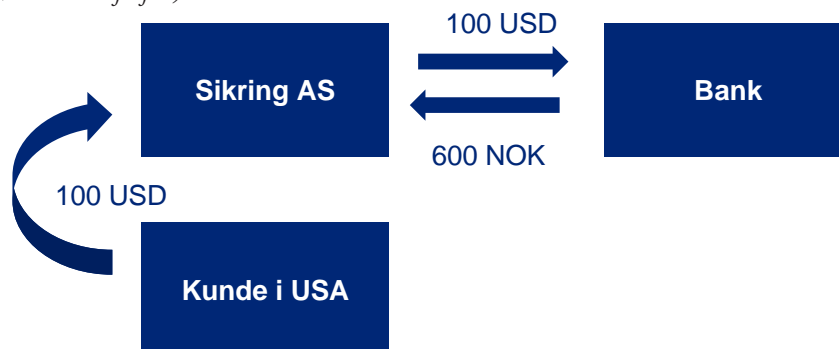 100 USD
Sikring AS
Bank
600 NOK
100 USD
Kunde i USA